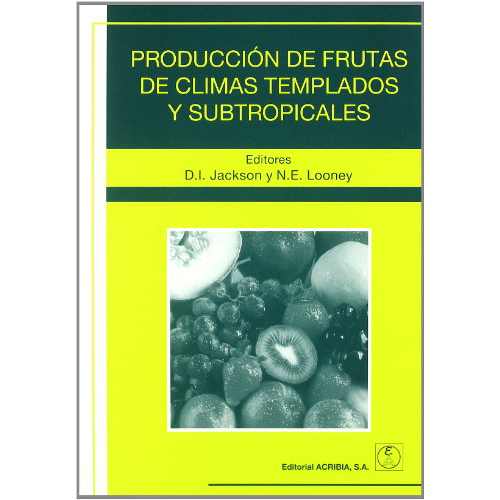 PRODUCCIÓN DE FRUTAS
DE CLIMAS TEMPLADOS
Y SUBTROPICALES
Editores
D.I. Jackson y N.E. Looney
Editorial ACRIBIA, S.A.